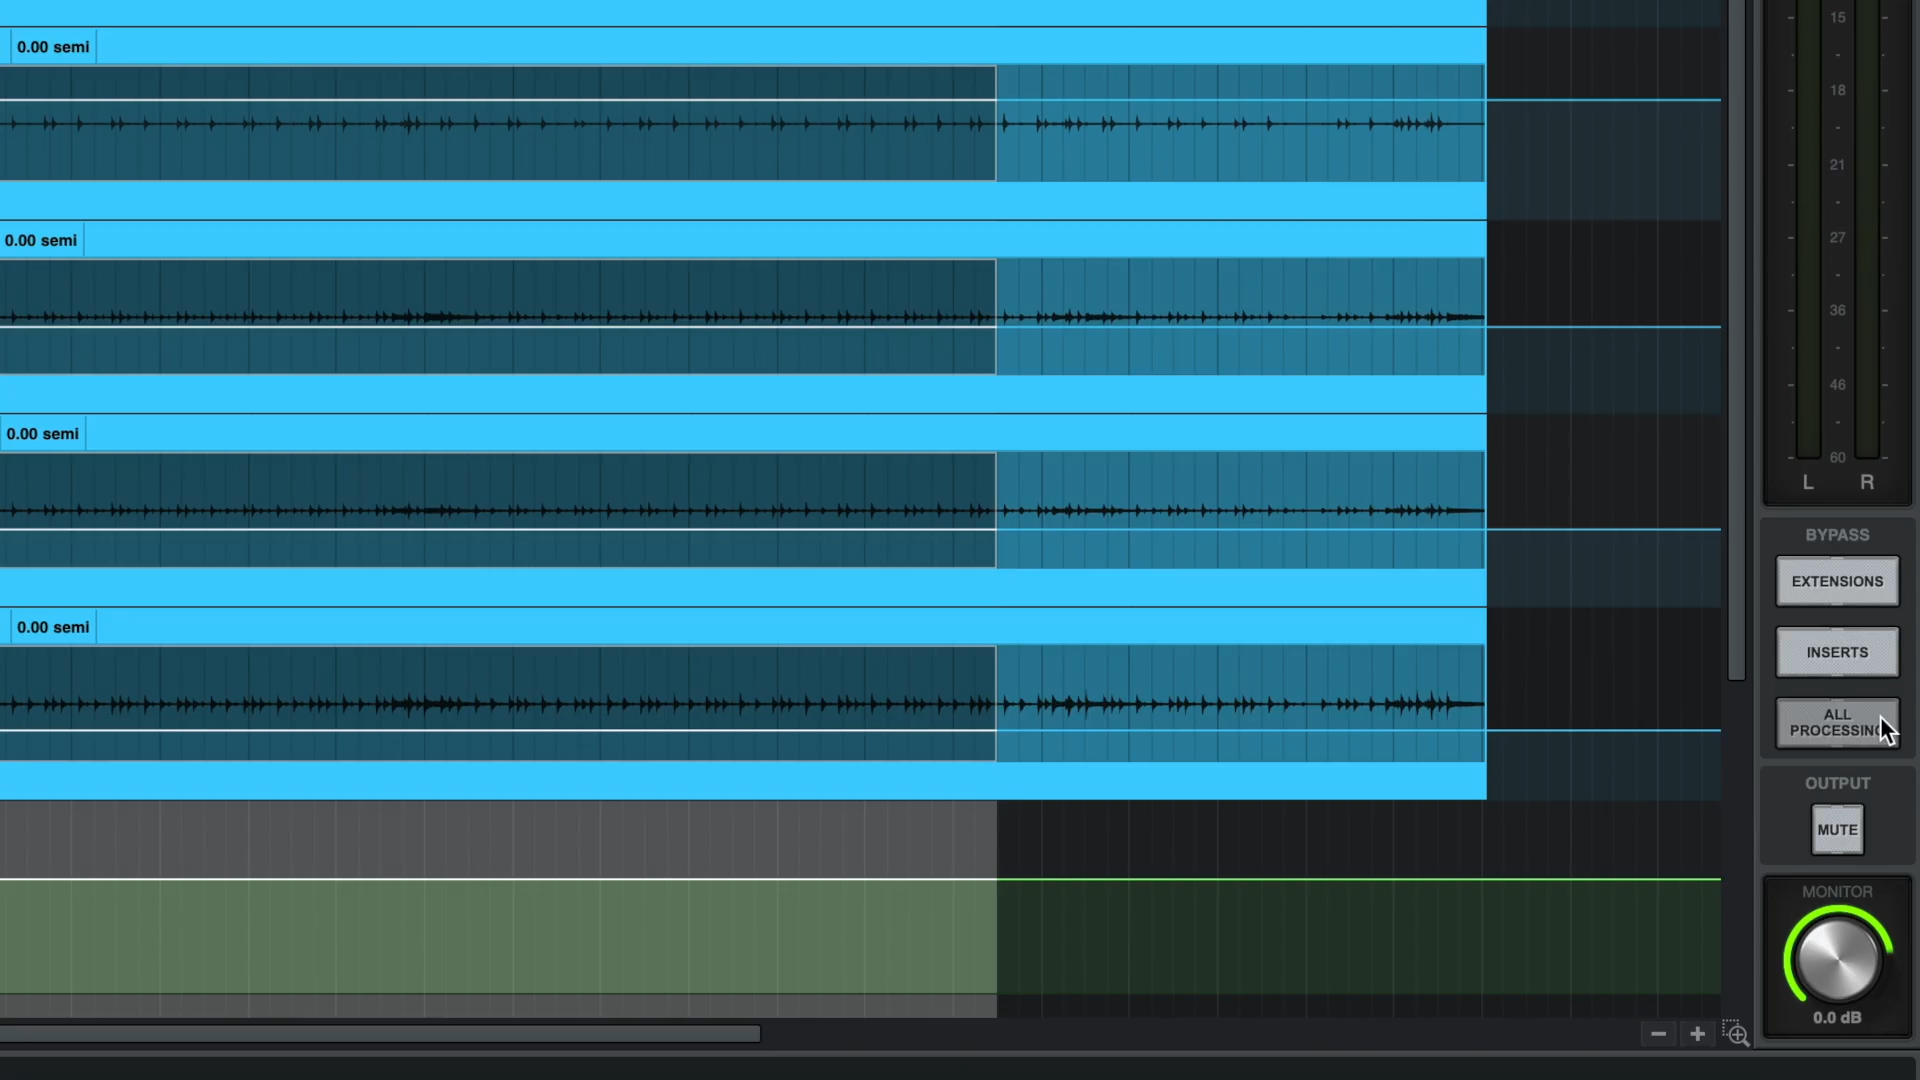 0.00 semi
0.00 semi
0.00 semi
0.00 semi
15
18
21
27
36
46
60
L R
BYPASS
EXTENSIONS
INSERTS
ALL
PROCESSING
OUTPUT
MUTE
MONITOR
0.0 dB